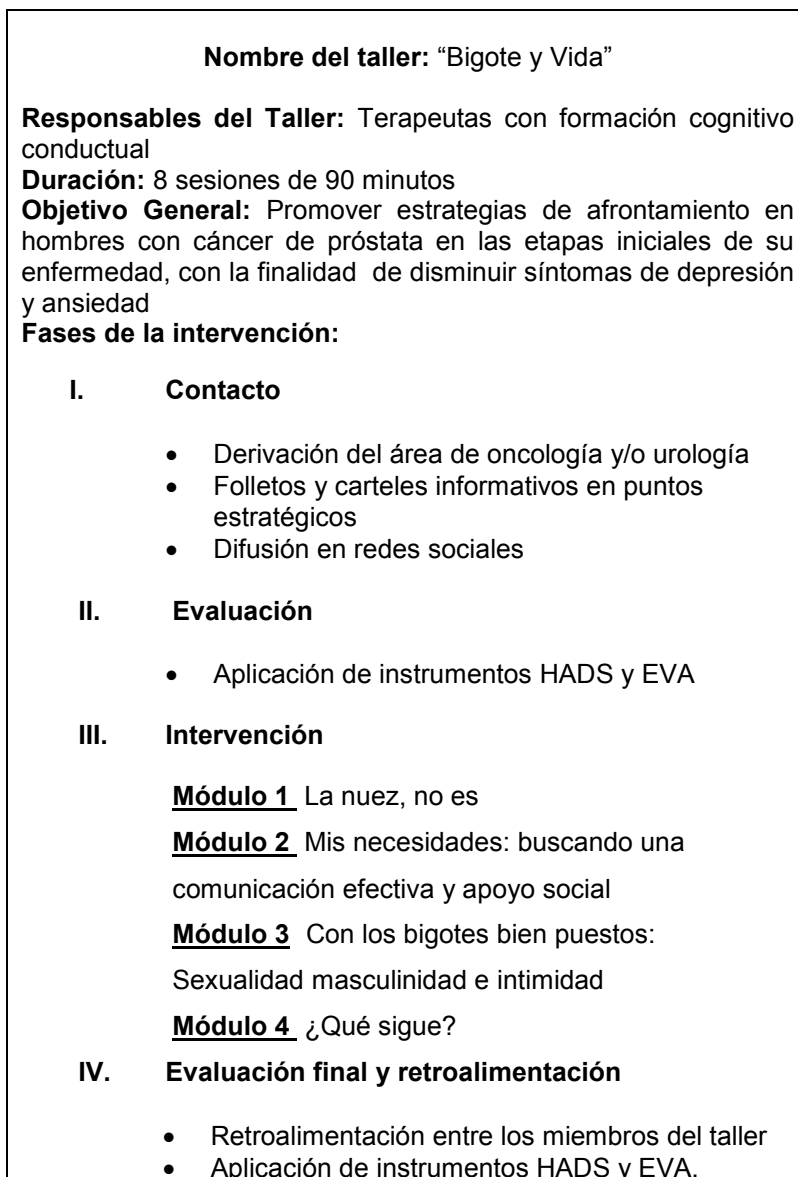 Nombre del taller: “Bigote y Vida”
Responsables del Taller: Terapeutas con formación cognitivo
conductual
Duración: 8 sesiones de 90 minutos
Objetivo General: Promover estrategias de afrontamiento en
hombres con cáncer de próstata en las etapas iniciales de su
enfermedad, con la finalidad de disminuir síntomas de depresión
y ansiedad
Fases de la intervención:
I. Contacto
• Derivación del área de oncología y/o urología
• Folletos y carteles informativos en puntos
estratégicos
• Difusión en redes sociales
II. Evaluación
• Aplicación de instrumentos HADS y EVA
III. Intervención
Módulo 1 La nuez, no es
Módulo 2 Mis necesidades: buscando una
comunicación efectiva y apoyo social
Módulo 3 Con los bigotes bien puestos:
Sexualidad masculinidad e intimidad
Módulo 4 ¿Qué sigue?
IV. Evaluación final y retroalimentación
• Retroalimentación entre los miembros del taller
• Aplicación de instrumentos HADS y EVA.